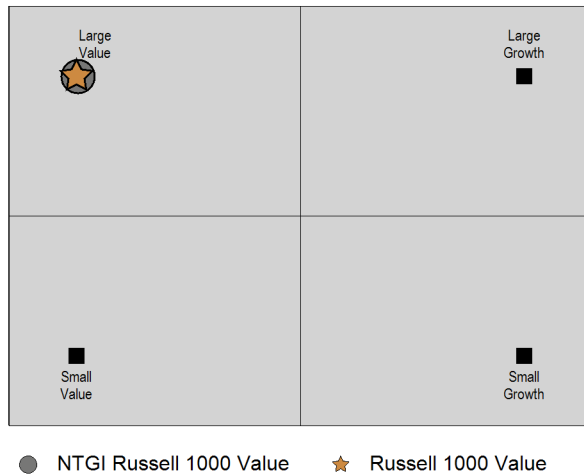 Large
Value
Large
Growth
Small
Value
Small
Growth
NTGI Russell 1000 Value
Russell 1000 Value